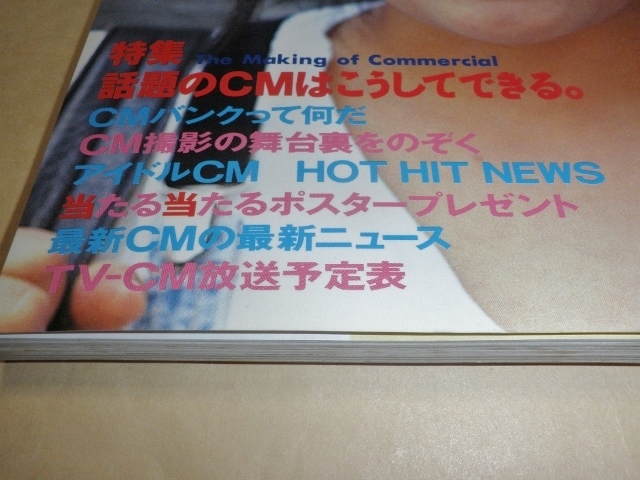 特集 The Making of Commercial
話題のCMはこうしてできる。
CMバンクって何だ
CM撮影の舞台裏をのぞく
アイドルCM HOT HIT NEWS
当たる当たるポスタープレゼント
最新CMの最新ニュース
TV-CM放送予定表